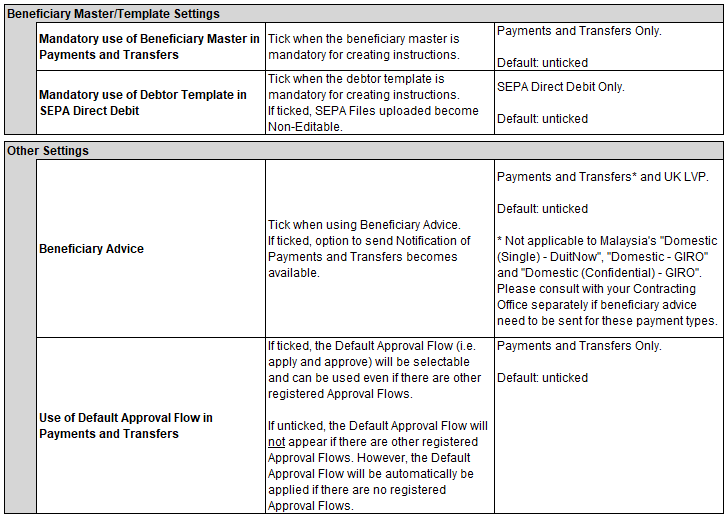 Beneficiary Master/Template Settings
Mandatory use of Beneficiary Master in
Payments and Transfers
Tick when the beneficiary master is
mandatory for creating instructions.
Payments and Transfers Only.
Default: unticked
Mandatory use of Debtor Template in
SEPA Direct Debit
Tick when the debtor template is
mandatory for creating instructions.
If ticked, SEPA Files uploaded become
Non-Editable.
SEPA Direct Debit Only.
Default: unticked
Other Settings
Beneficiary Advice
Tick when using Beneficiary Advice.
If ticked, option to send Notification of
Payments and Transfers becomes
available.
Payments and Transfers* and UK LVP.
Default: unticked
* Not applicable to Malaysia's "Domestic
(Single) - DuitNow", "Domestic - GIRO"
and "Domestic (Confidential) - GIRO".
Please consult with your Contracting
Office separately if beneficiary advice
need to be sent for these payment types.
Use of Default Approval Flow in
Payments and Transfers
If ticked, the Default Approval Flow (i.e.
apply and approve) will be selectable
and can be used even if there are other
registered Approval Flows.
If unticked, the Default Approval Flow will
not appear if there are other registered
Approval Flows. However, the Default
Approval Flow will be automatically be
applied if there are no registered
Approval Flows.
Payments and Transfers Only.
Default: unticked